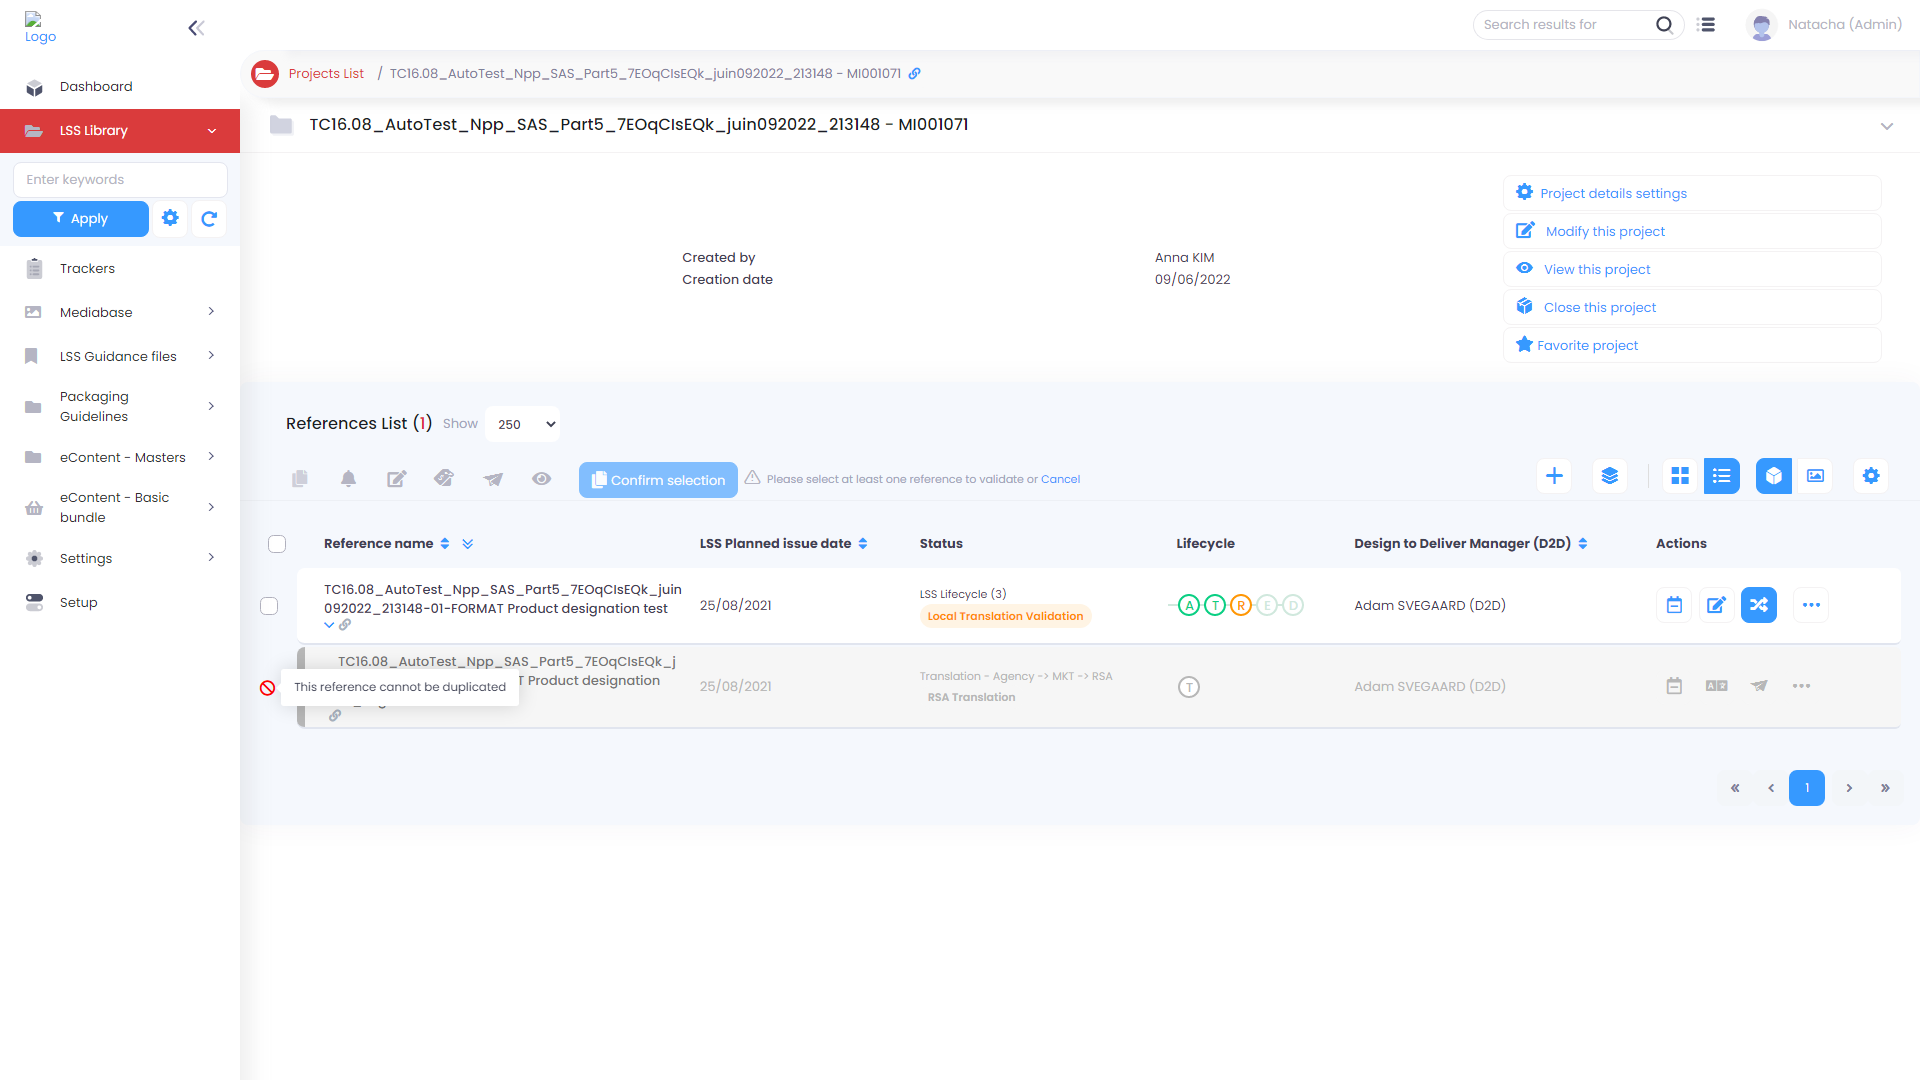 Logo
Search results for
Natacha (Admin)
Projects List / TC16.08_AutoTest_Npp_SAS_Part5_7EOqCIsEQk_juin092022_213148 - MI001071
Dashboard
LSS Library
TC16.08_AutoTest_Npp_SAS_Part5_7EOqCIsEQk_juin092022_213148 - MI001071
Enter keywords
Apply
Trackers
Mediabase
LSS Guidance files
Packaging
Guidelines
eContent - Masters
eContent - Basic
bundle
Settings
Setup
Created by
Anna KIM
Creation date
09/06/2022
Project details settings
Modify this project
View this project
Close this project
Favorite project
References List (1) Show 250
Confirm selection
Please select at least one reference to validate or Cancel
Reference name
LSS Planned issue date
Status
Lifecycle
Design to Deliver Manager (D2D)
Actions
TC16.08_AutoTest_Npp_SAS_Part5_7EOqCIsEQk_juin
092022_213148-01-FORMAT Product designation test
25/08/2021
LSS Lifecycle (3)
Local Translation Validation
A T R E D
Adam SVEGAARD (D2D)
TC16.08_AutoTest_Npp_SAS_Part5_7EOqCIsEQk_j
T Product designation
This reference cannot be duplicated
25/08/2021
Translation - Agency -> MKT -> RSA
RSA Translation
T
Adam SVEGAARD (D2D)
« ‹ 1 › »